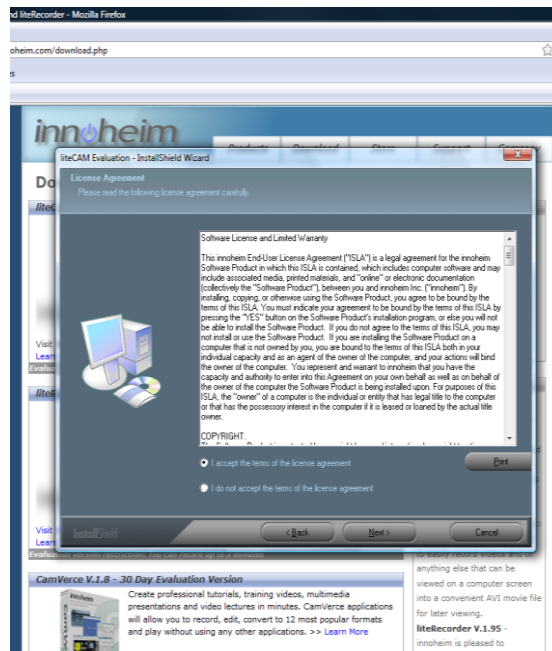 nd liteRecorder - Mozilla Firefox
oheim.com/download.php
es
innoheim
Products Download Store Support Company
Do
liteCAM Evaluation - InstallShield Wizard
License Agreement
Please read the following license agreement carefully.
liteC
Software License and Limited Warranty
This innoheim End-User License Agreement ("ISLA") is a legal agreement for the innoheim
Software Product in which this ISLA is contained, which includes computer software and may
include associated media, printed materials, and "online" or electronic documentation
(collectively the "Software Product"), between you and innoheim Inc. ("innoheim"). By
installing, copying, or otherwise using the Software Product, you agree to be bound by the
terms of this ISLA. You must indicate your agreement to be bound by the terms of this ISLA by
pressing the "YES" button on the Software Product's installation program, or else you will not
be able to install the Software Product. If you do not agree to the terms of this ISLA, you may
not install or use the Software Product. If you are installing the Software Product on a
computer that is not owned by you, you are bound to the terms of this ISLA both in your
individual capacity and as an agent of the owner of the computer, and your actions will bind
the owner of the computer. You represent and warrant to innoheim that you have the
capacity and authority to enter into this Agreement on your own behalf as well as on behalf of
the owner of the computer the Software Product is being installed upon. For purposes of this
ISLA, the "owner" of a computer is the individual or entity that has legal title to the computer
or that has the possessory interest in the computer if it is leased or loaned by the actual title
owner.
COPYRIGHT.
I accept the terms of the license agreement
Print
I do not accept the terms of the license agreement
InstallShield
< Back
Next >
Cancel
Visit
Lear
Evalua
liteR
Visit
Lear
Evaluation version restriction: You can record up to 5 minutes
to easily record videos and on
anything else that can be
viewed on a computer screen
into a convenient AVI movie file
for later viewing.
liteRecorder V.1.95 -
innoheim is pleased to
CamVerce V.1.8 - 30 Day Evaluation Version
Create professional tutorials, training videos, multimedia
presentations and video lectures in minutes. CamVerce applications
will allow you to record, edit, convert to 12 most popular formats
and play without using any other applications. >> Learn More